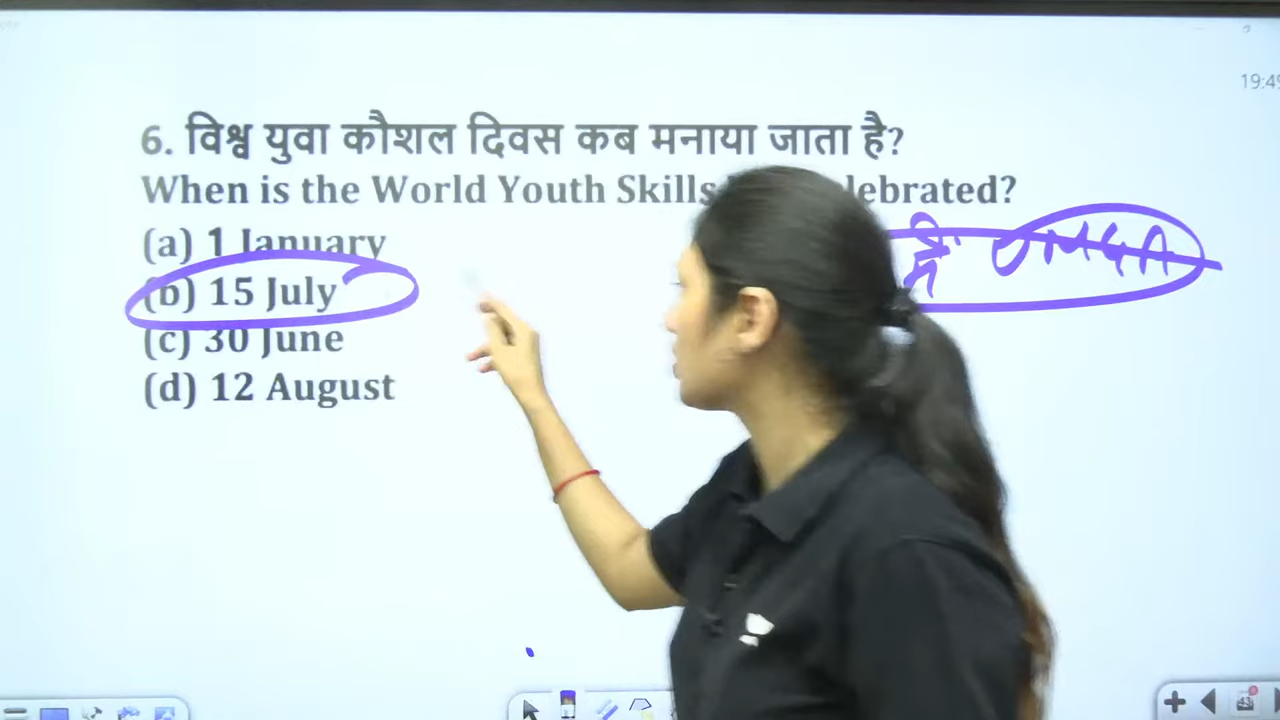 19:49
6. विश्व युवा कौशल दिवस कब मनाया जाता है?
When is the World Youth Skills lebrated?
(a) 1 January
(b) 15 July
(c) 30 June
(d) 12 August